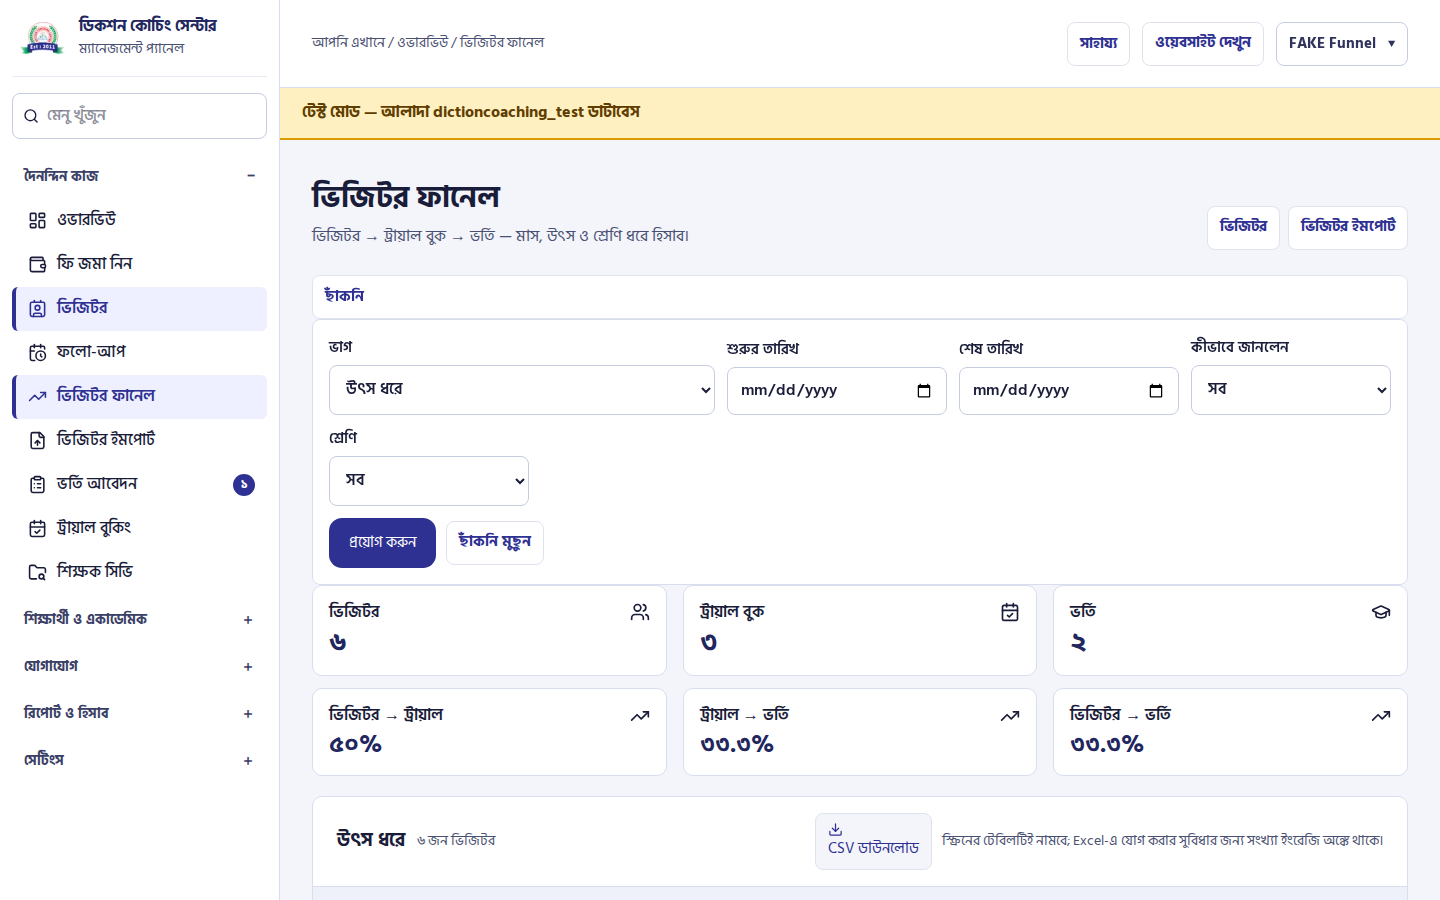 ডিকশন কোচিং সেন্টার
ম্যানেজমেন্ট প্যানেল
Est : 2011
মেনু খুঁজুন
দৈনন্দিন কাজ −
ওভারভিউ
ফি জমা নিন
ভিজিটর
ফলো-আপ
ভিজিটর ফানেল
ভিজিটর ইমপোর্ট
ভর্তি আবেদন ১
ট্রায়াল বুকিং
শিক্ষক সিভি
শিক্ষার্থী ও একাডেমিক +
যোগাযোগ +
রিপোর্ট ও হিসাব +
সেটিংস +
আপনি এখানে / ওভারভিউ / ভিজিটর ফানেল
সাহায্য
ওয়েবসাইট দেখুন
FAKE Funnel ▾
টেস্ট মোড — আলাদা dictioncoaching_test ডাটাবেস
ভিজিটর ফানেল
ভিজিটর → ট্রায়াল বুক → ভর্তি — মাস, উৎস ও শ্রেণি ধরে হিসাব।
ভিজিটর
ভিজিটর ইমপোর্ট
ছাঁকনি
ভাগ
উৎস ধরে
শুরুর তারিখ
mm/dd/yyyy
শেষ তারিখ
mm/dd/yyyy
কীভাবে জানলেন
সব
শ্রেণি
সব
প্রয়োগ করুন
ছাঁকনি মুছুন
ভিজিটর
৬
ট্রায়াল বুক
৩
ভর্তি
২
ভিজিটর → ট্রায়াল
৫০%
ট্রায়াল → ভর্তি
৩৩.৩%
ভিজিটর → ভর্তি
৩৩.৩%
উৎস ধরে ৬ জন ভিজিটর
CSV ডাউনলোড
স্ক্রিনের টেবিলটিই নামবে; Excel-এ যোগ করার সুবিধার জন্য সংখ্যা ইংরেজি অঙ্কে থাকে।